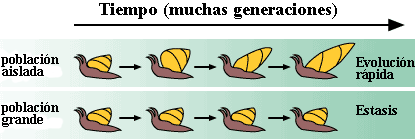 Tiempo (muchas generaciones)
población
aislada
Evolución
rápida
población
grande
Estasis